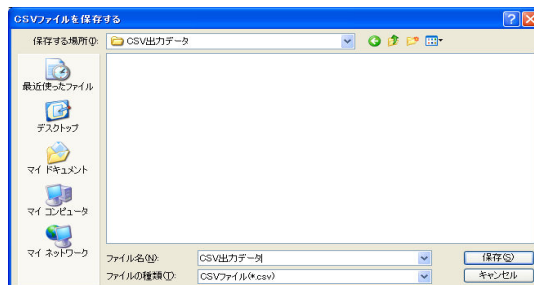 CSVファイルを保存する
保存する場所(I):
CSV出力データ
最近使ったファイル
デスクトップ
マイ ドキュメント
マイ コンピュータ
マイ ネットワーク
ファイル名(N):
CSV出力データ
保存(S)
ファイルの種類(T):
CSVファイル(*.csv)
キャンセル